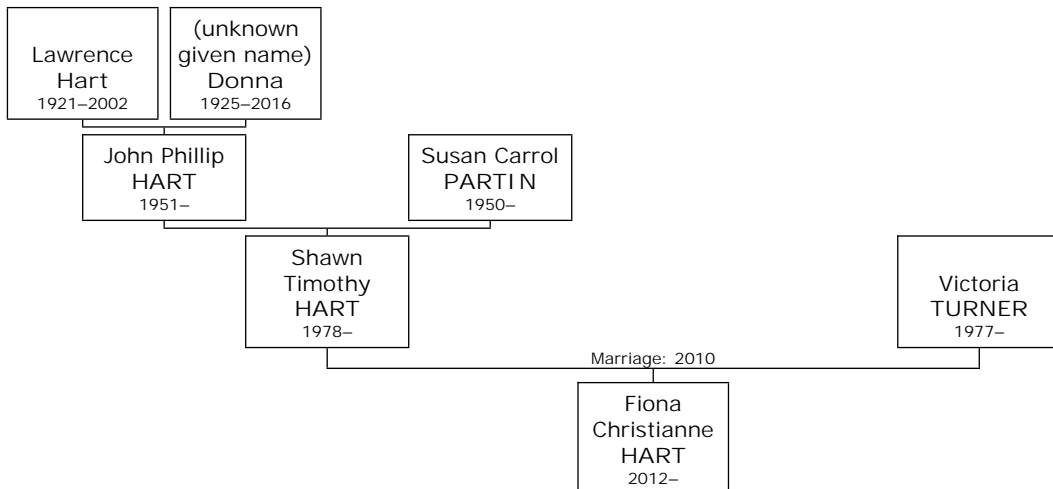 Lawrence
Hart
1921–2002
(unknown
given name)
Donna
1925–2016
John Phillip
HART
1951–
Susan Carrol
PARTIN
1950–
Shawn
Timothy
HART
1978–
Victoria
TURNER
1977–
Marriage: 2010
Fiona
Christianne
HART
2012–